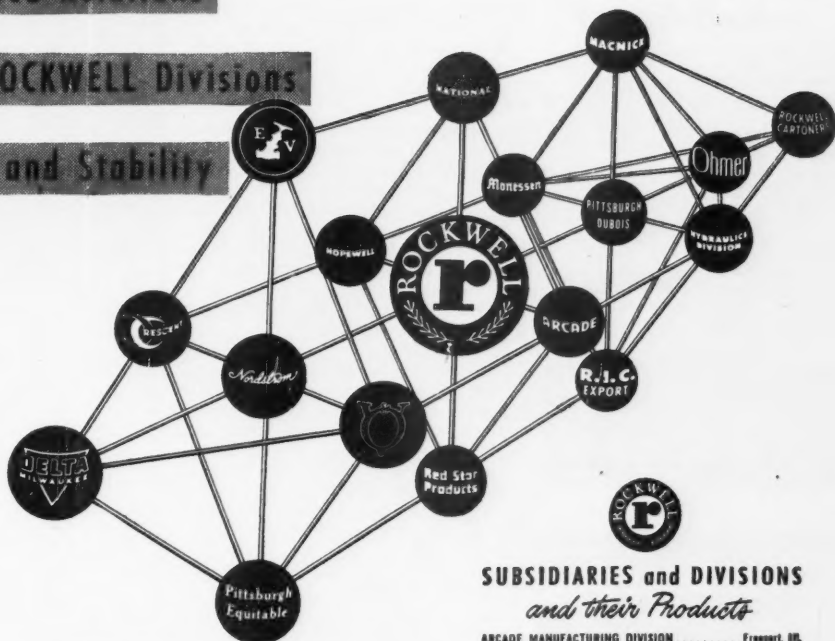 ROCKWELL Divisions
and Stability
MACNICK
NATIONAL
ROCKWELL
CARTONER
E V
Ohmer
Monessen
PITTSBURGH
DUBOIS
HOPEWELL
HYDRAULICS
DIVISION
ROCKWELL
r
CRESCENT
ARCADE
Nordstrom
R.I.C.
EXPORT
DELTA
MILWAUKEE
Red Star
Products
Pittsburgh
Equitable
ROCKWELL
r
SUBSIDIARIES and DIVISIONS
and their Products
ARCADE MANUFACTURING DIVISION Freeport, Ill.